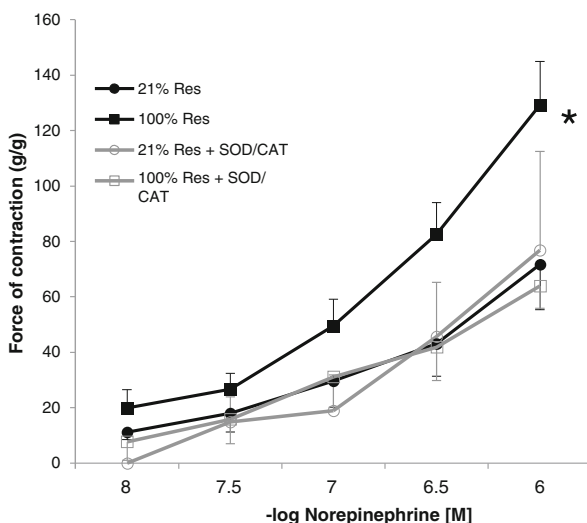 160
140
120
100
80
60
40
20
0
Force of contraction (g/g)
21% Res
100% Res
21% Res + SOD/CAT
100% Res + SOD/
CAT
*
8 7.5 7 6.5 6
-log Norepinephrine [M]